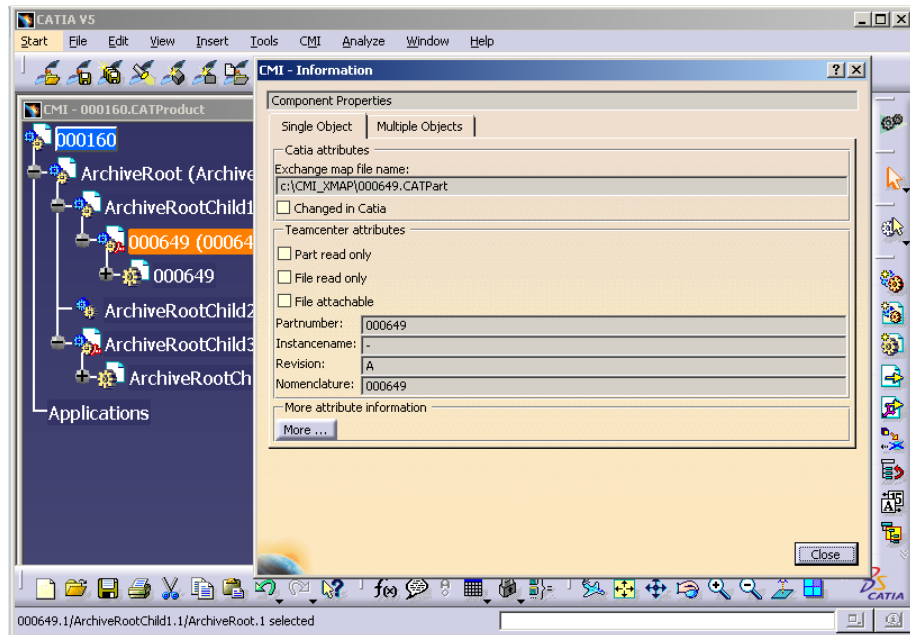 CATIA V5
Start File Edit View Insert Tools CMI Analyze Window Help
CMI - 000160.CATProduct
000160
ArchiveRoot (Archive
ArchiveRootChild1
000649 (00064
000649
ArchiveRootChild2
ArchiveRootChild3
ArchiveRootCh
Applications
CMI - Information
Component Properties
Single Object Multiple Objects
Catia attributes
Exchange map file name:
c:\CMI_XMAP\000649.CATPart
Changed in Catia
Teamcenter attributes
Part read only
File read only
File attachable
Partnumber: 000649
Instancename: -
Revision: A
Nomenclature: 000649
More attribute information
More ...
Close
f(x)
DS CATIA
000649.1/ArchiveRootChild1.1/ArchiveRoot.1 selected